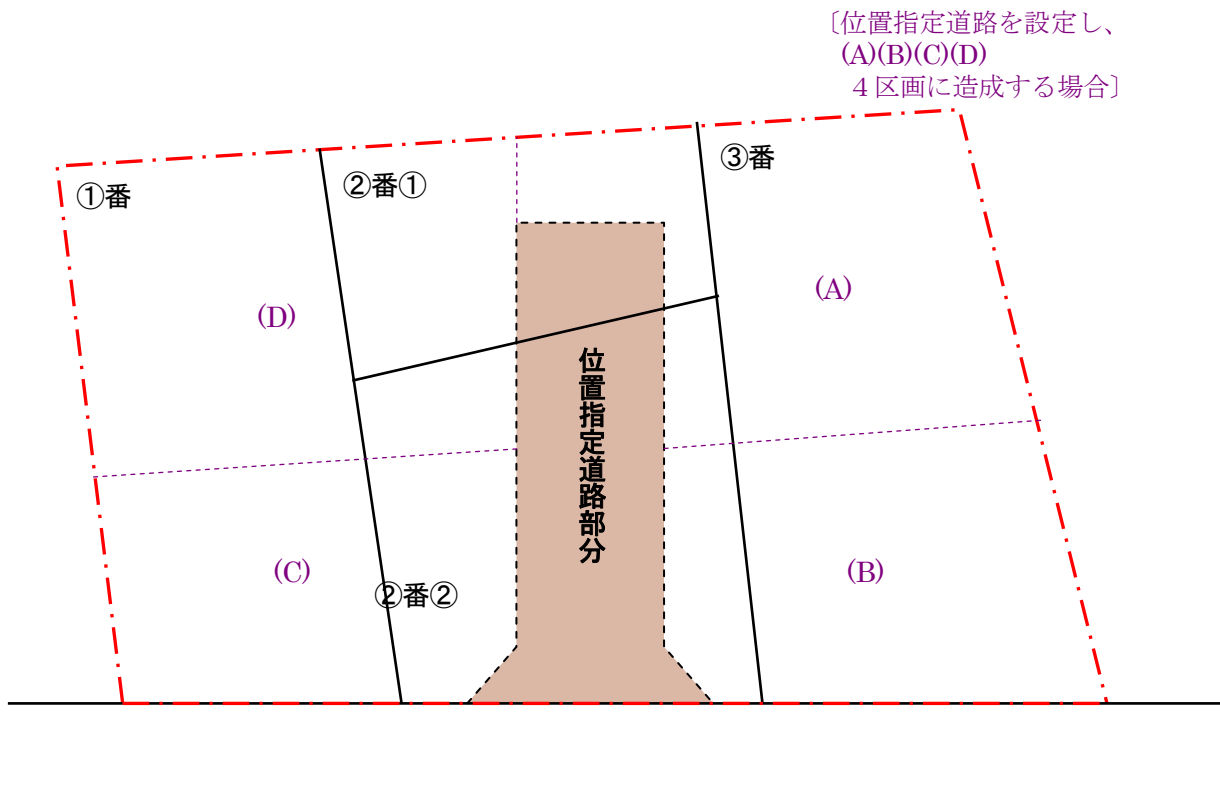 〔位置指定道路を設定し、
(A)(B)(C)(D)
４区画に造成する場合〕
①番
②番①
③番
(D)
(A)
位置指定道路部分
(C)
②番②
(B)